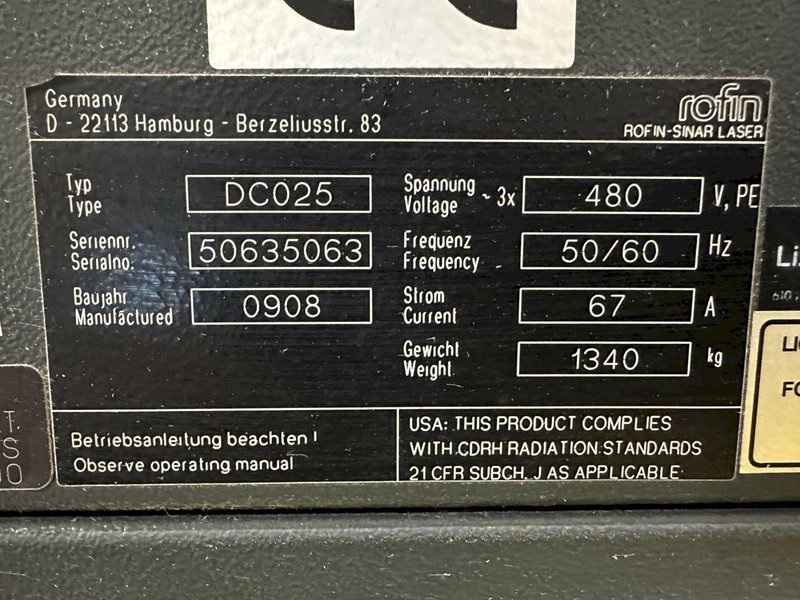 Germany
D - 22113 Hamburg - Berzeliusstr. 83
rofin
ROFIN-SINAR LASER
Typ
Type
DC025
Spannung
Voltage
~ 3x
480
V, PE
Seriennr.
Serialno.
50635063
Frequenz
Frequency
50/60
Hz
Baujahr
Manufactured
0908
Strom
Current
67
A
Gewicht
Weight
1340
kg
Betriebsanleitung beachten !
Observe operating manual
USA: THIS PRODUCT COMPLIES
WITH CDRH RADIATION STANDARDS
21 CFR SUBCH. J AS APPLICABLE